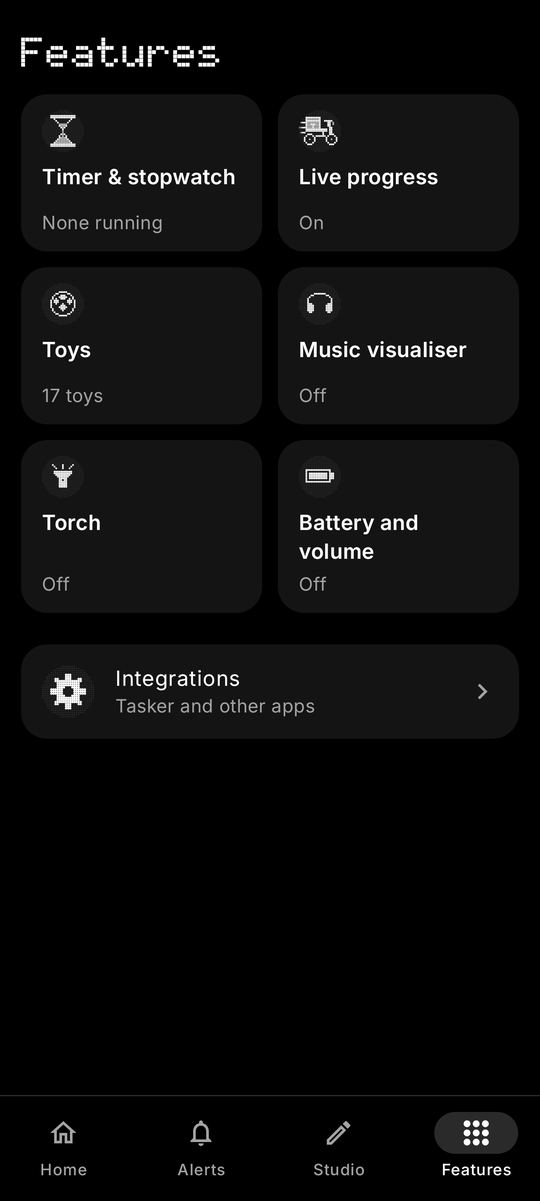 Features
Timer & stopwatch
None running
Live progress
On
Toys
17 toys
Music visualiser
Off
Torch
Off
Battery and
volume
Off
Integrations
Tasker and other apps
Home
Alerts
Studio
Features